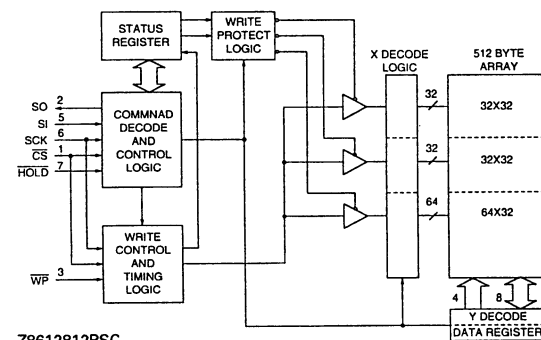 STATUS
REGISTER
WRITE
PROTECT
LOGIC
X DECODE
LOGIC
512 BYTE
ARRAY
SO 2
SI 5
SCK 6
CS 1
HOLD 7
COMMNAD
DECODE
AND
CONTROL
LOGIC
32
32X32
32
32X32
64
64X32
WP 3
WRITE
CONTROL
AND
TIMING
LOGIC
4 8
Y DECODE
DATA REGISTER